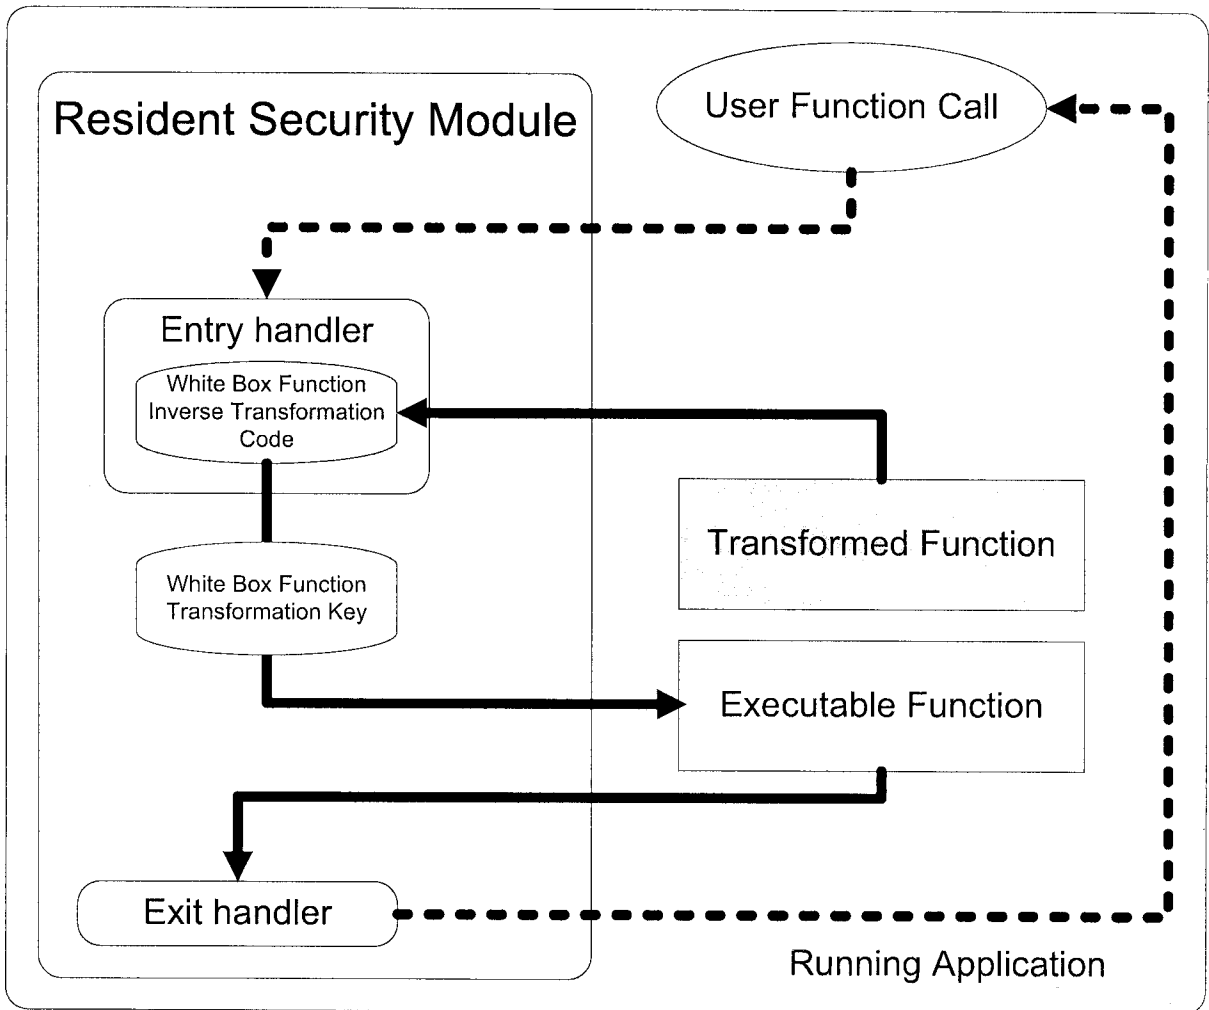 Resident Security Module
User Function Call
Entry handler
White Box Function
Inverse Transformation
Code
Transformed Function
White Box Function
Transformation Key
Executable Function
Exit handler
Running Application